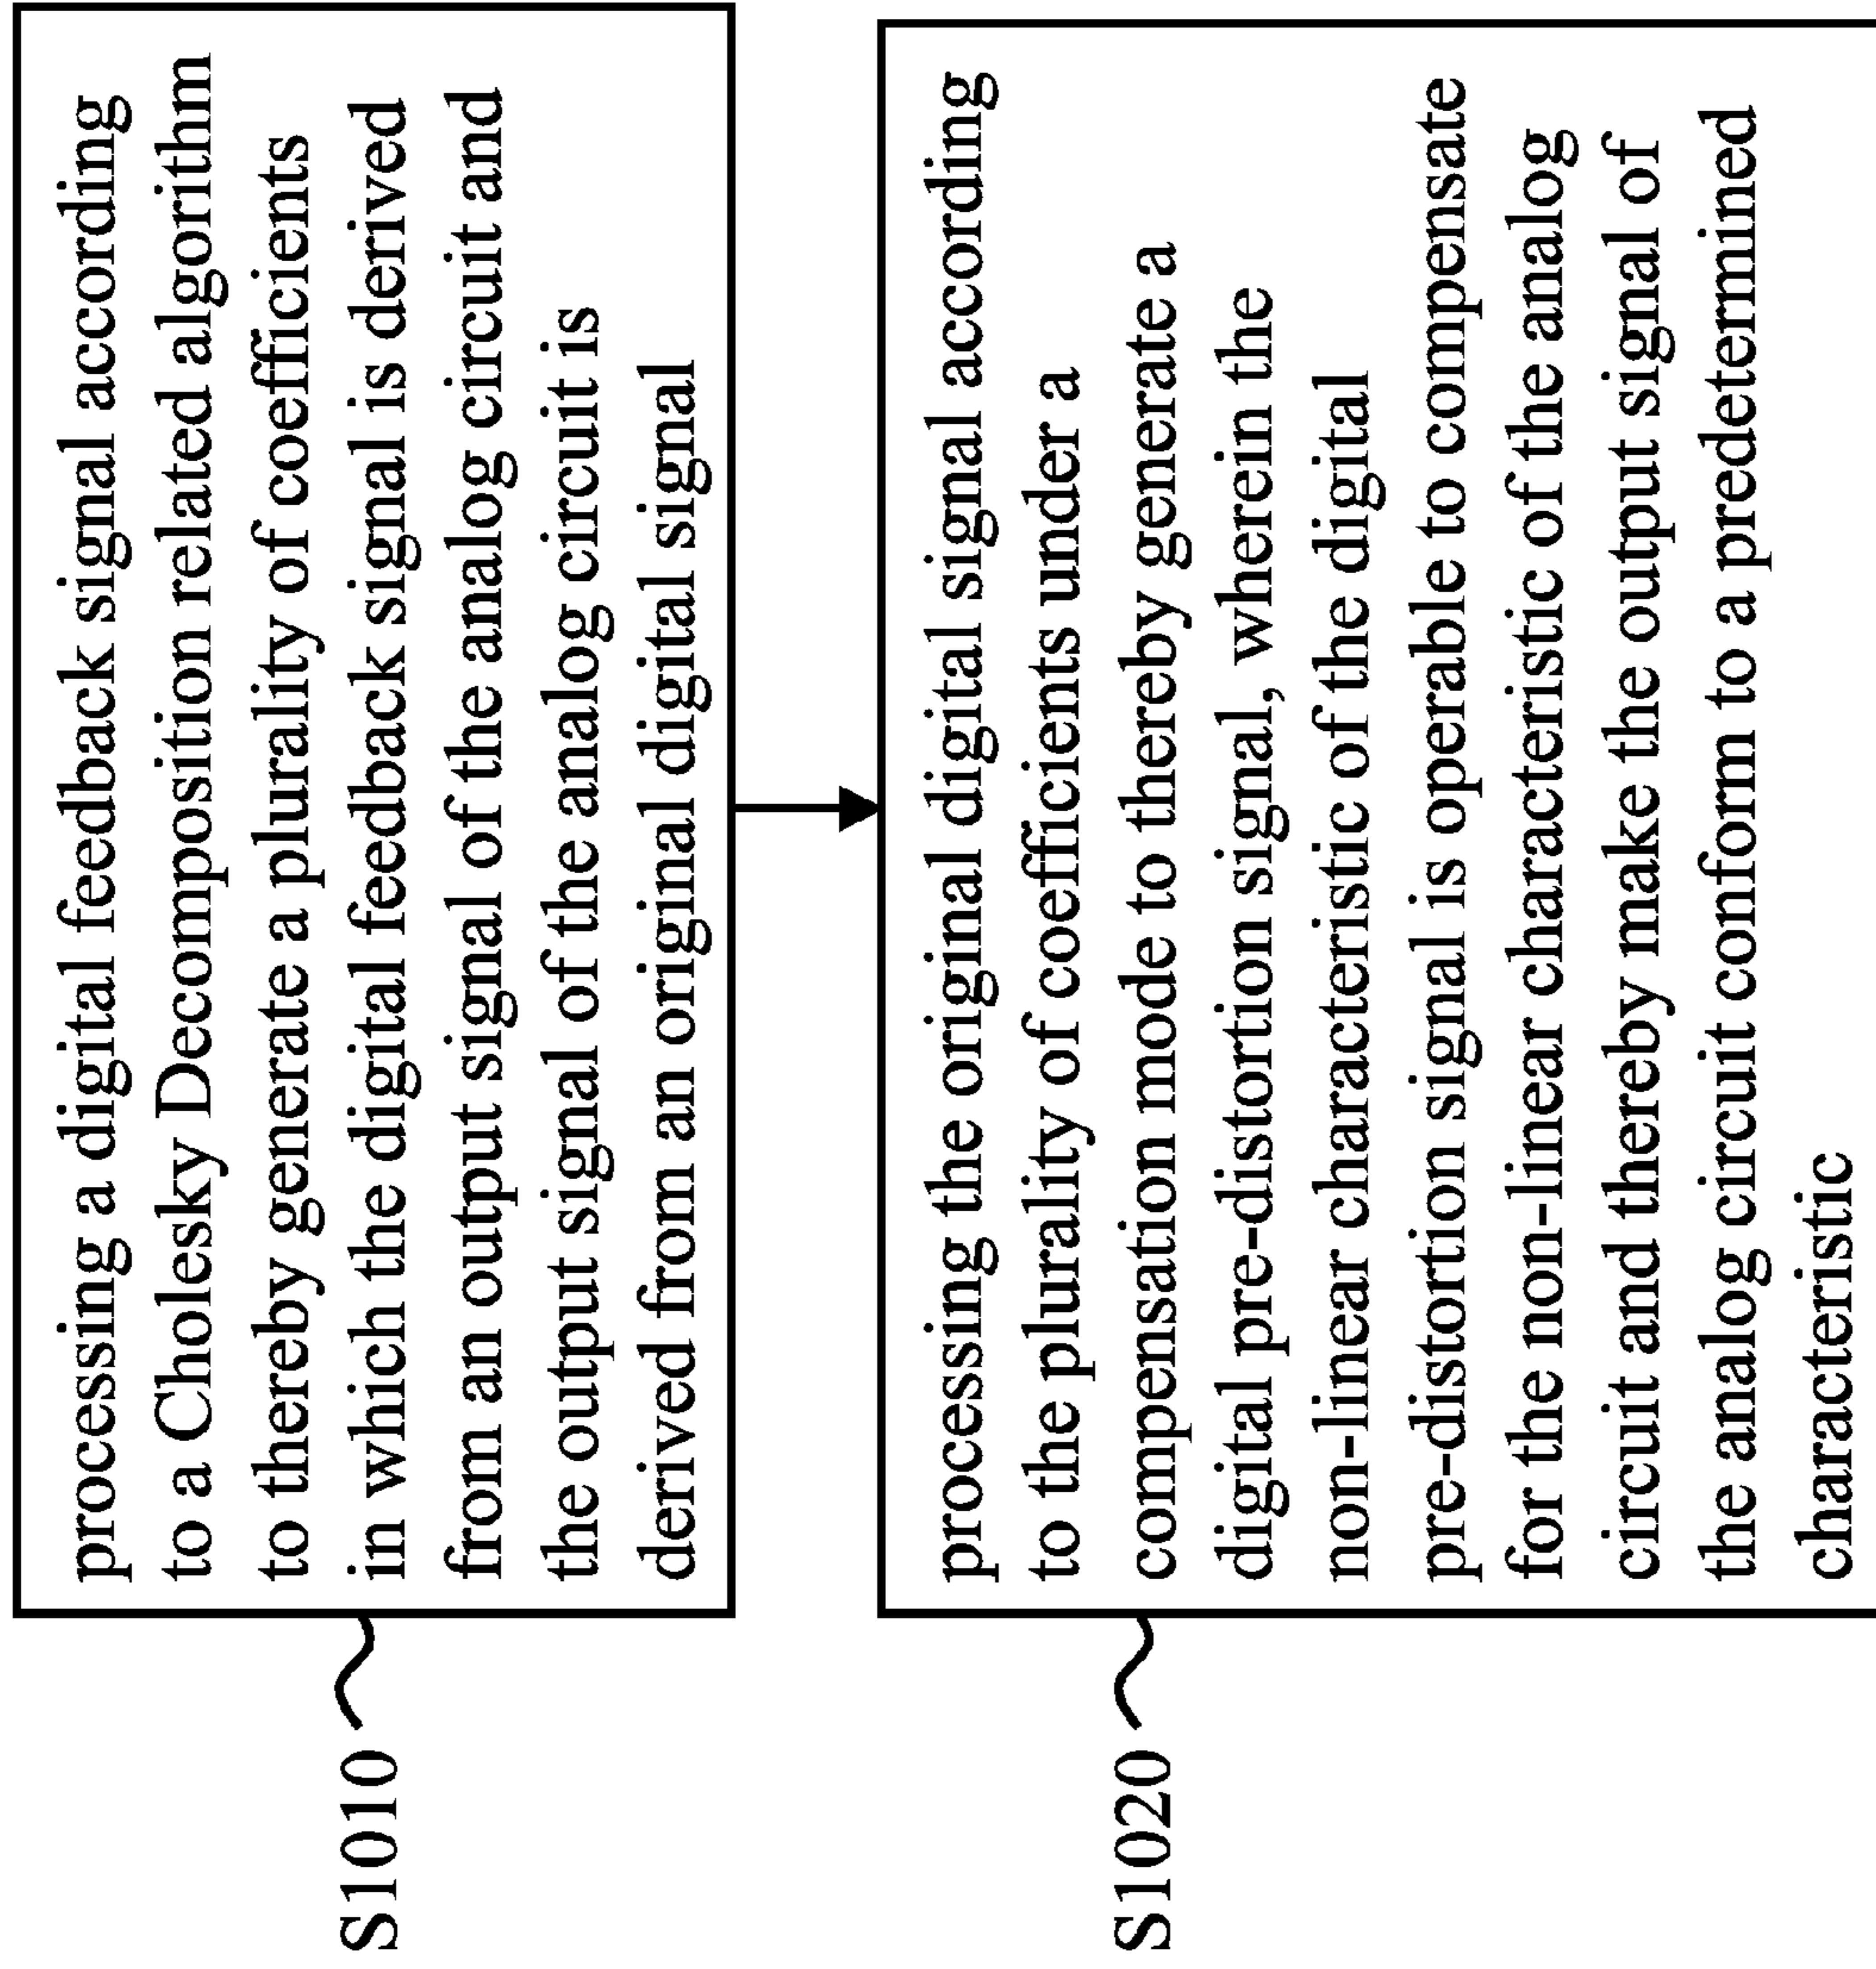 S1010
processing a digital feedback signal according
to a Cholesky Decomposition related algorithm
to thereby generate a plurality of coefficients
in which the digital feedback signal is derived
from an output signal of the analog circuit and
the output signal of the analog circuit is
derived from an original digital signal
S1020
processing the original digital signal according
to the plurality of coefficients under a
compensation mode to thereby generate a
digital pre-distortion signal, wherein the
non-linear characteristic of the digital
pre-distortion signal is operable to compensate
for the non-linear characteristic of the analog
circuit and thereby make the output signal of
the analog circuit conform to a predetermined
characteristic